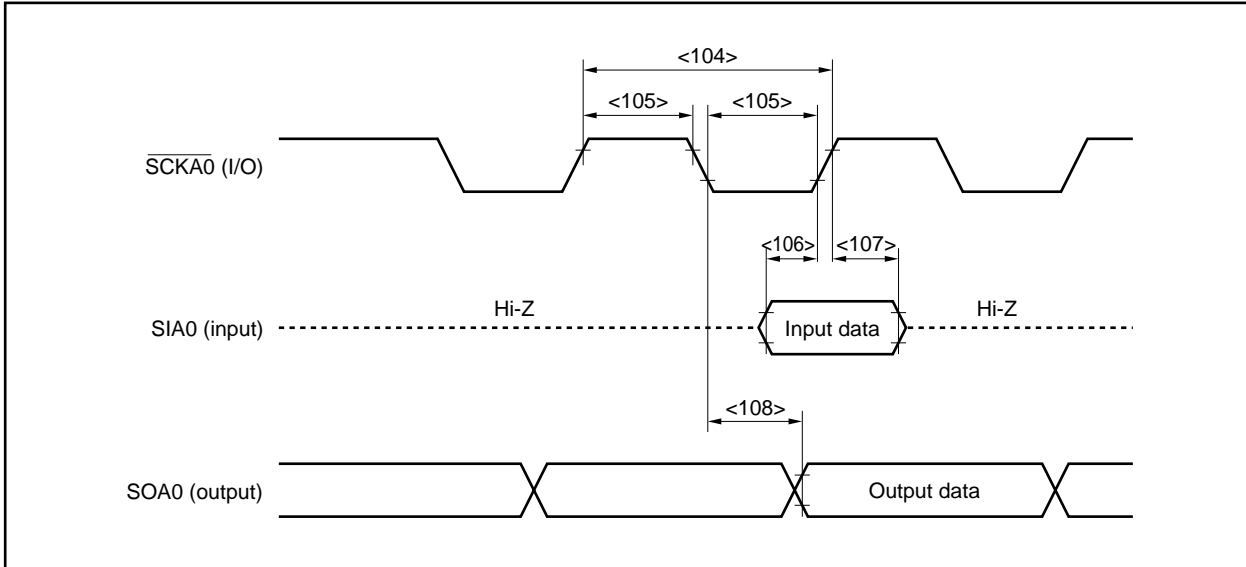 <104>
<105> <105>
SCKA0 (I/O)
<106> <107>
Hi-Z Hi-Z
SIA0 (input) Input data
<108>
SOA0 (output) Output data